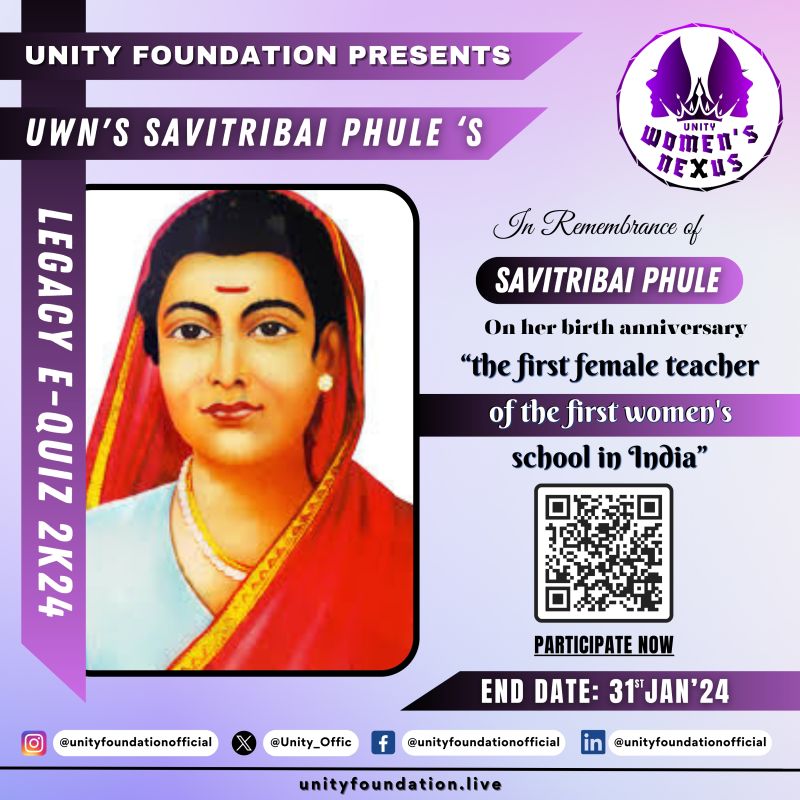 UNITY FOUNDATION PRESENTS
UWN'S SAVITRIBAI PHULE ‘S
LEGACY E-QUIZ 2K24
UNITY
WOMEN'S
NEXUS
In Remembrance of
SAVITRIBAI PHULE
On her birth anniversary
“the first female teacher
of the first women's
school in India”
PARTICIPATE NOW
END DATE: 31ST JAN’24
@unityfoundationofficial
@Unity_Offic
@unityfoundationofficial
@unityfoundationofficial
unityfoundation.live